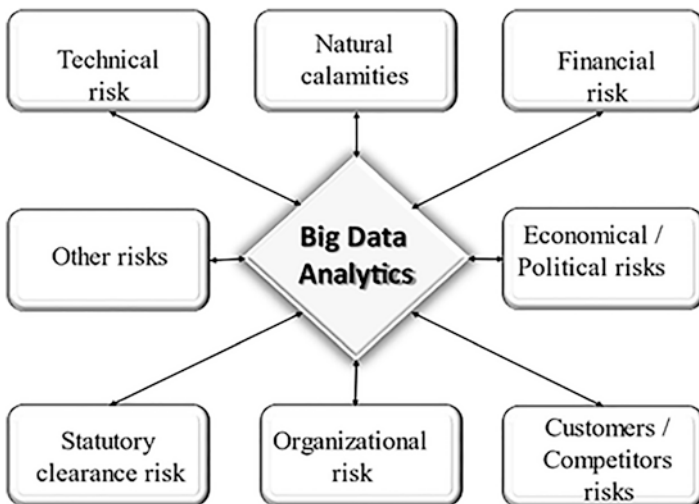 Technical
risk
Natural
calamities
Financial
risk
Other risks
Big Data
Analytics
Economical /
Political risks
Statutory
clearance risk
Organizational
risk
Customers /
Competitors
risks